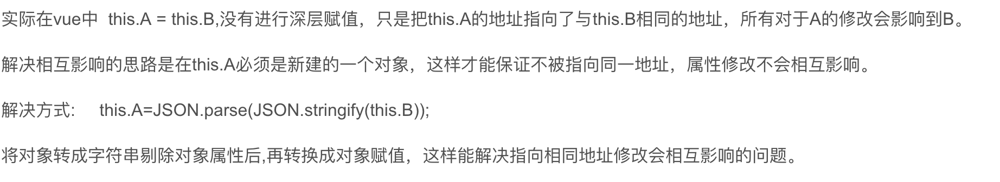 实际在vue中  this.A = this.B,没有进行深层赋值，只是把this.A的地址指向了与this.B相同的地址，所有对于A的修改会影响到B。
解决相互影响的思路是在this.A必须是新建的一个对象，这样才能保证不被指向同一地址，属性修改不会相互影响。
解决方式:     this.A=JSON.parse(JSON.stringify(this.B));
将对象转成字符串剔除对象属性后,再转换成对象赋值，这样能解决指向相同地址修改会相互影响的问题。